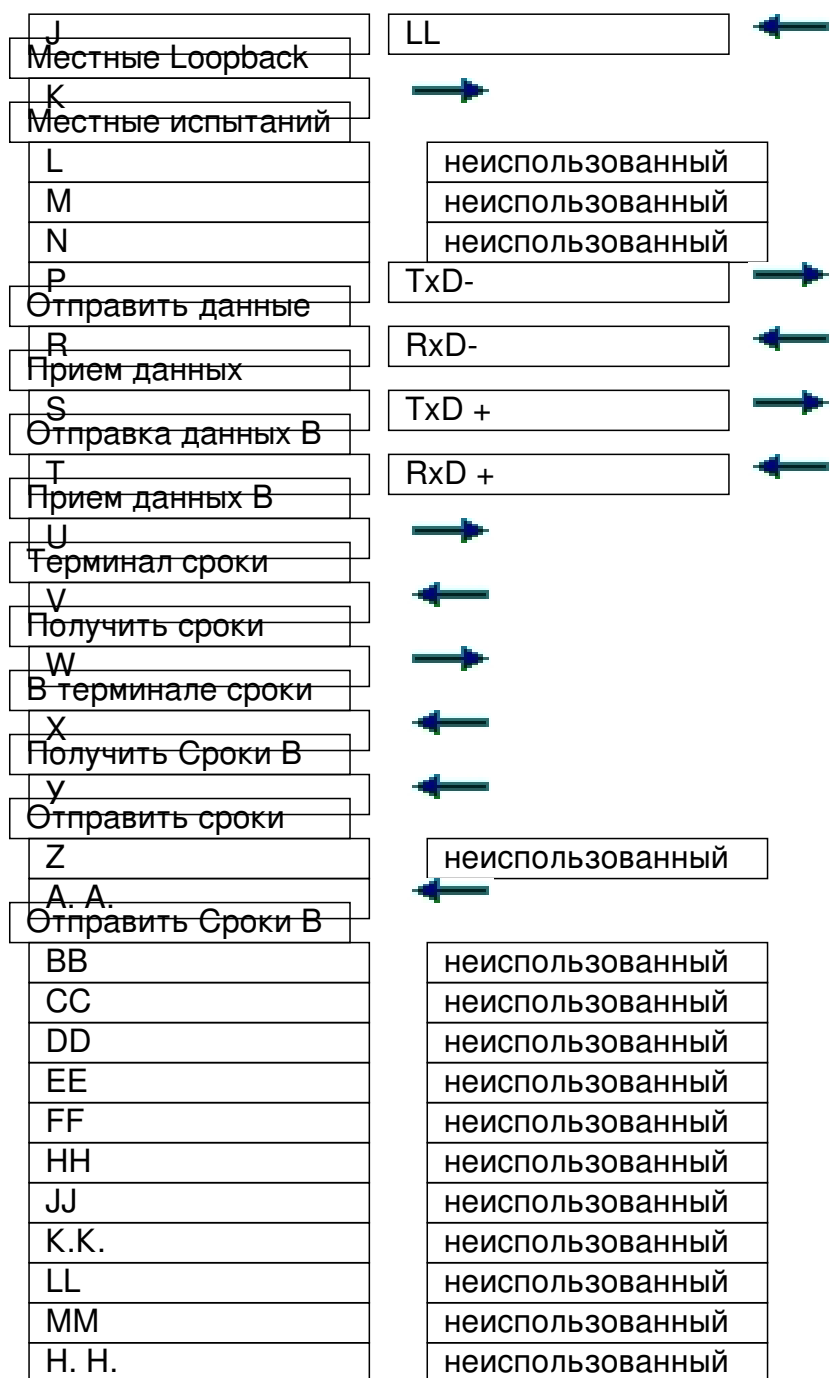 J LL
Местные Loopback
K
Местные испытаний
L неиспользованный
M неиспользованный
N неиспользованный
P TxD-
Отправить данные
R RxD-
Прием данных
S TxD +
Отправка данных B
T RxD +
Прием данных B
U
Терминал сроки
V
Получить сроки
W
В терминале сроки
X
Получить Сроки B
У
Отправить сроки
Z неиспользованный
A. A.
Отправить Сроки B
BB неиспользованный
CC неиспользованный
DD неиспользованный
EE неиспользованный
FF неиспользованный
HH неиспользованный
JJ неиспользованный
K.K. неиспользованный
LL неиспользованный
MM неиспользованный
Н. Н. неиспользованный